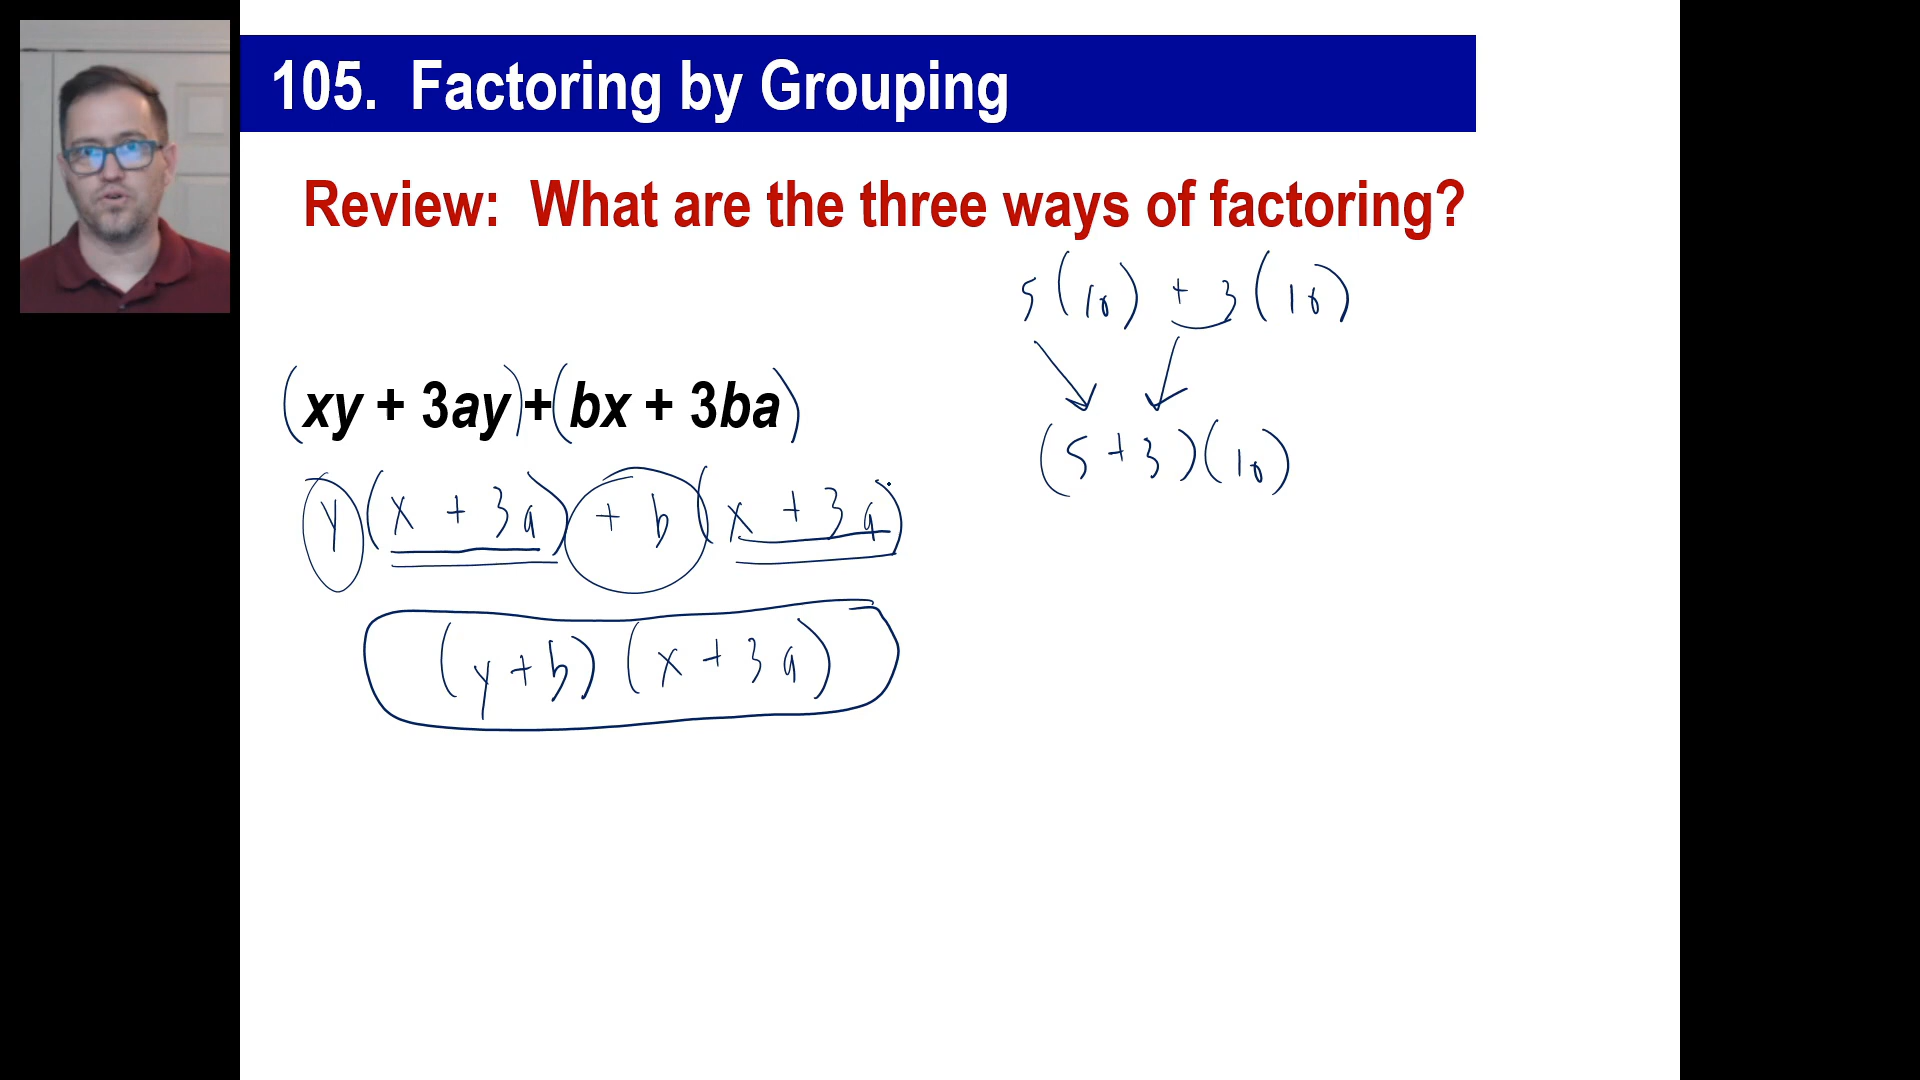 105. Factoring by Grouping
Review: What are the three ways of factoring?
5(10) + 3(10)
(xy + 3ay)+(bx + 3ba)
(5+3)(10)
y(x + 3a) + b(x + 3a)
(y+b)(x+3a)